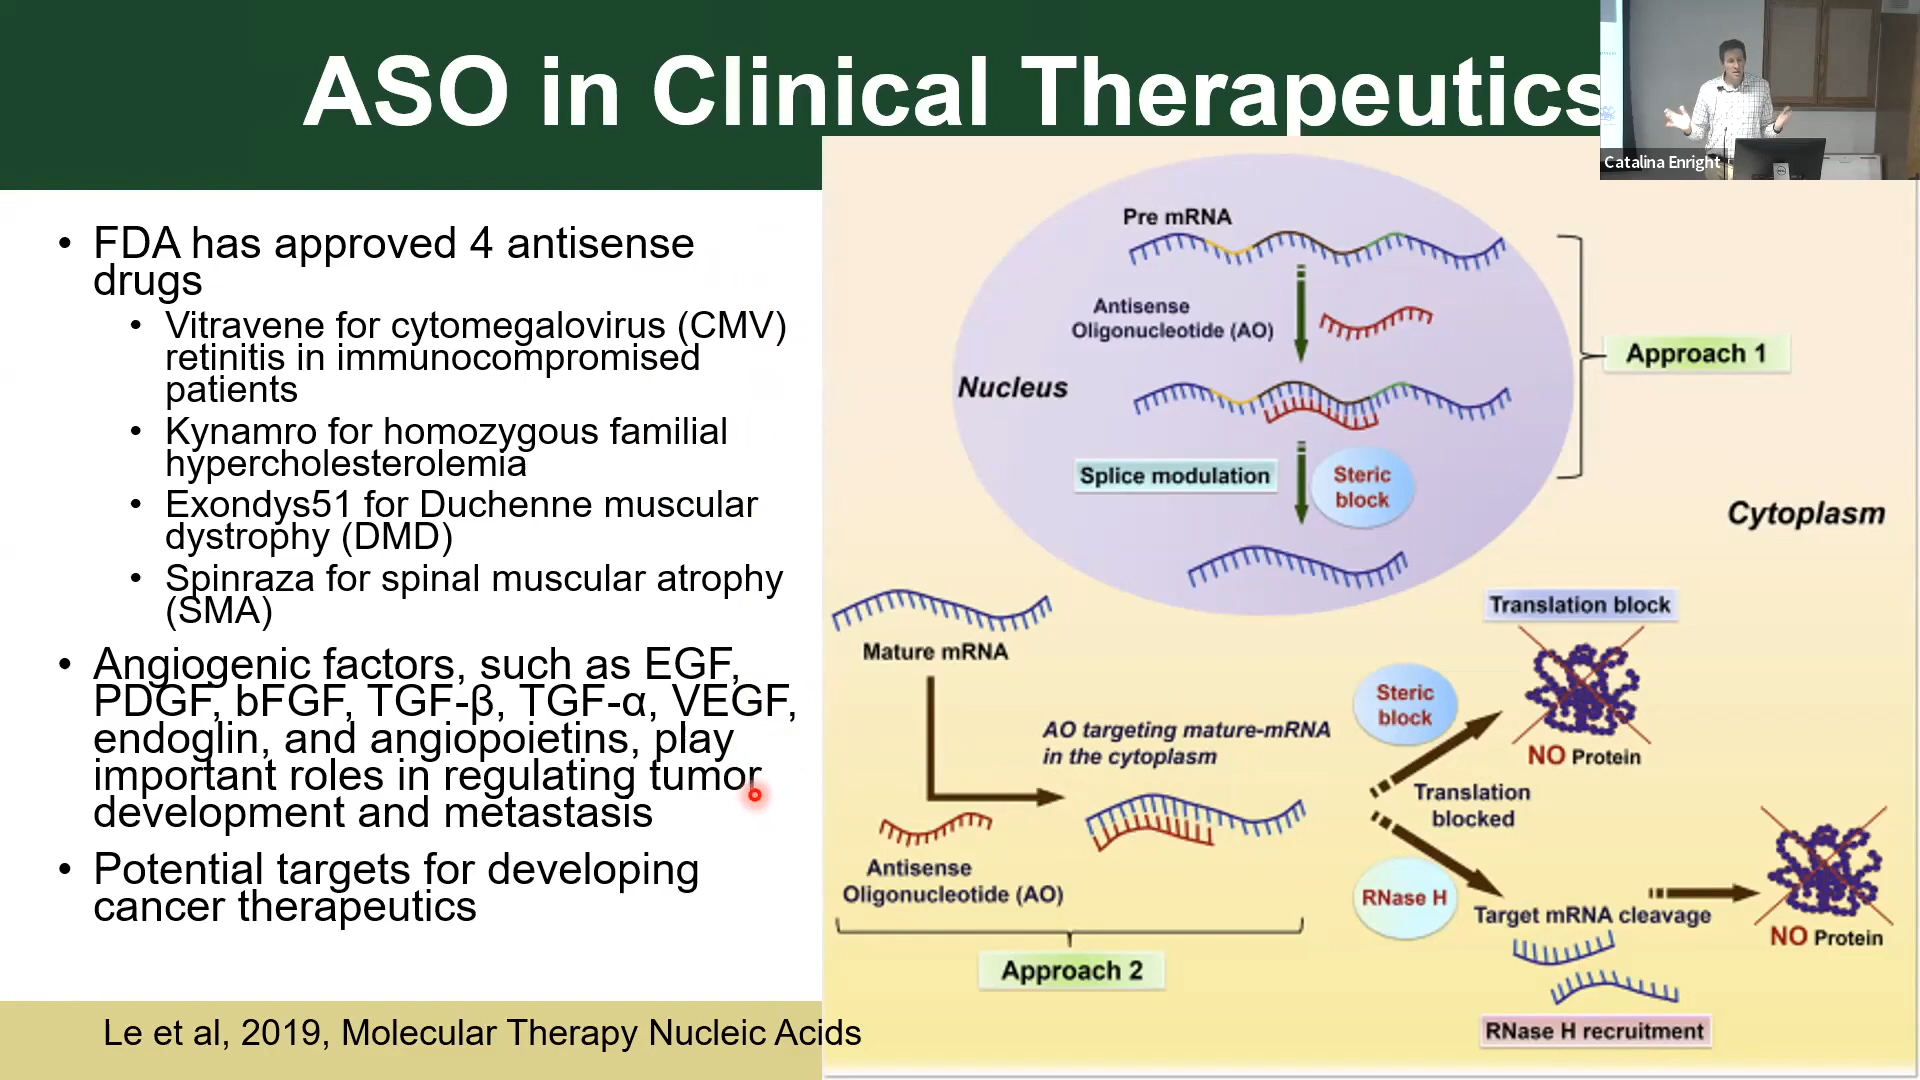 ASO in Clinical Therapeutics
Catalina Enright
• FDA has approved 4 antisense
drugs
• Vitravene for cytomegalovirus (CMV)
retinitis in immunocompromised
patients
• Kynamro for homozygous familial
hypercholesterolemia
• Exondys51 for Duchenne muscular
dystrophy (DMD)
• Spinraza for spinal muscular atrophy
(SMA)
• Angiogenic factors, such as EGF,
PDGF, bFGF, TGF-β, TGF-α, VEGF,
endoglin, and angiopoietins, play
important roles in regulating tumor
development and metastasis
• Potential targets for developing
cancer therapeutics
Le et al, 2019, Molecular Therapy Nucleic Acids
Pre mRNA
Antisense
Oligonucleotide (AO)
Approach 1
Nucleus
Splice modulation
Steric
block
Cytoplasm
Mature mRNA
Translation block
Steric
block
AO targeting mature-mRNA
in the cytoplasm
NO Protein
Translation
blocked
Antisense
Oligonucleotide (AO)
RNase H
Target mRNA cleavage
NO Protein
Approach 2
RNase H recruitment